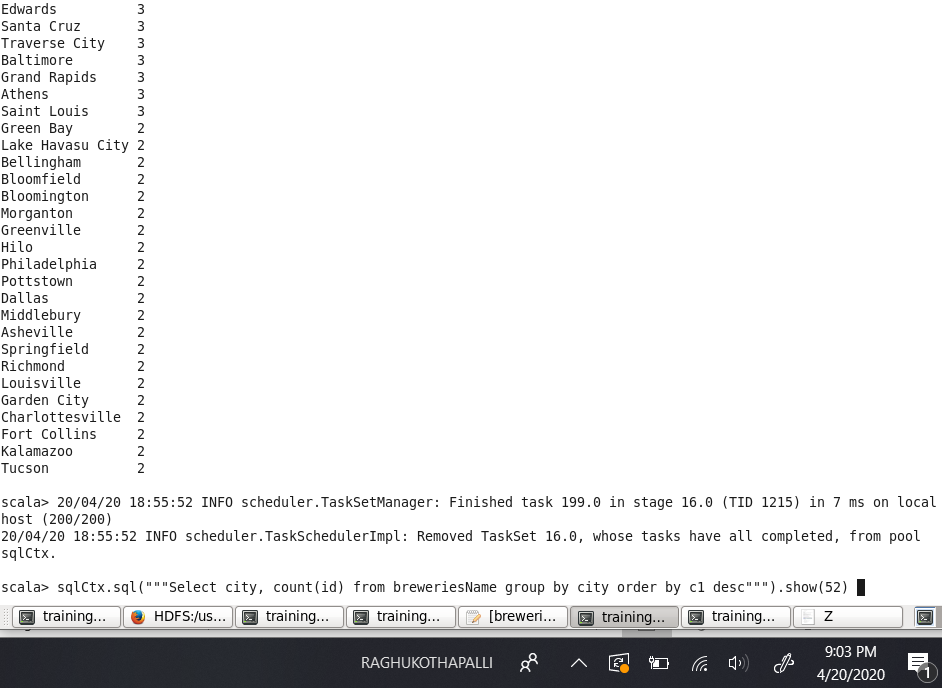 Edwards 3
Santa Cruz 3
Traverse City 3
Baltimore 3
Grand Rapids 3
Athens 3
Saint Louis 3
Green Bay 2
Lake Havasu City 2
Bellingham 2
Bloomfield 2
Bloomington 2
Morganton 2
Greenville 2
Hilo 2
Philadelphia 2
Pottstown 2
Dallas 2
Middlebury 2
Asheville 2
Springfield 2
Richmond 2
Louisville 2
Garden City 2
Charlottesville 2
Fort Collins 2
Kalamazoo 2
Tucson 2
scala> 20/04/20 18:55:52 INFO scheduler.TaskSetManager: Finished task 199.0 in stage 16.0 (TID 1215) in 7 ms on local
host (200/200)
20/04/20 18:55:52 INFO scheduler.TaskSchedulerImpl: Removed TaskSet 16.0, whose tasks have all completed, from pool
sqlCtx.
scala> sqlCtx.sql("""Select city, count(id) from breweriesName group by city order by c1 desc""").show(52)
training... HDFS:/us... training... training... [breweri... training... training... Z
RAGHUKOTHAPALLI 9:03 PM
4/20/2020 1